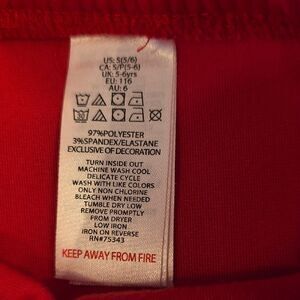 US: S(5/6)
CA: S/P(5-6)
UK: 5-6yrs
EU: 116
AU: 6
97%POLYESTER
3%SPANDEX/ELASTANE
EXCLUSIVE OF DECORATION
TURN INSIDE OUT
MACHINE WASH COOL
DELICATE CYCLE
WASH WITH LIKE COLORS
ONLY NON CHLORINE
BLEACH WHEN NEEDED
TUMBLE DRY LOW
REMOVE PROMPTLY
FROM DRYER
LOW IRON
IRON ON REVERSE
RN#75343
KEEP AWAY FROM FIRE